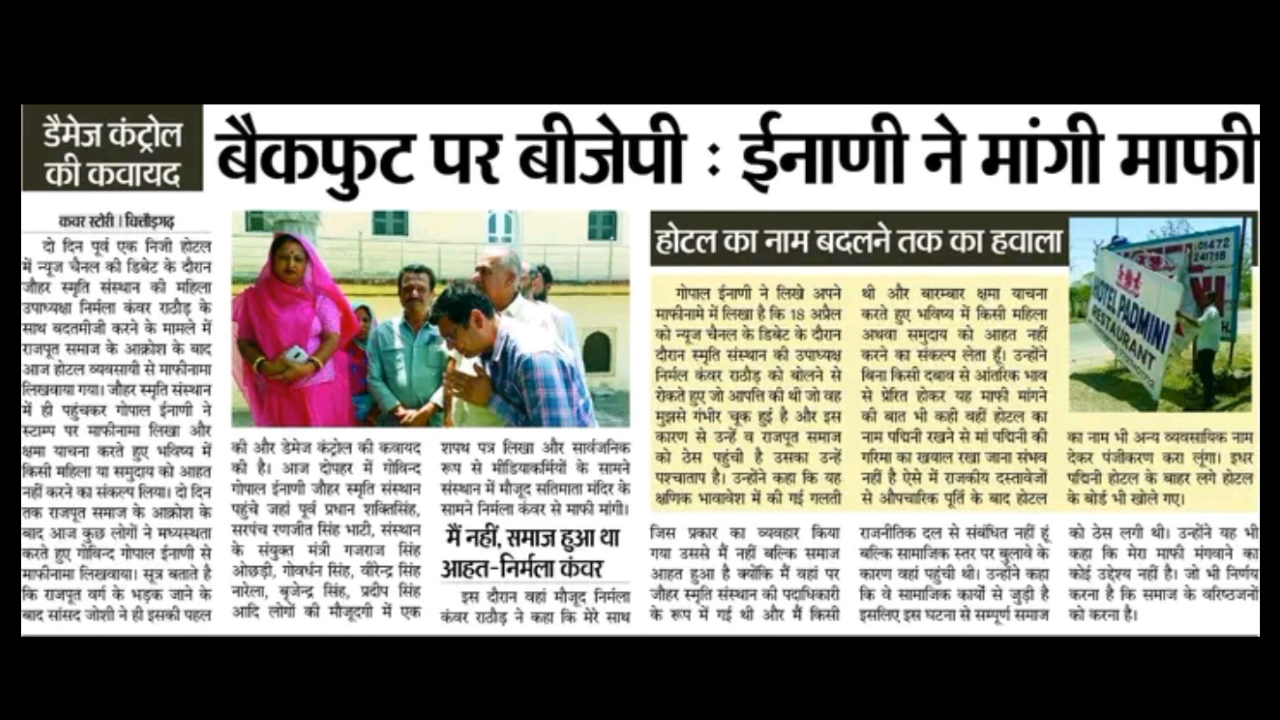 डैमेज कंट्रोल
की कवायद
बैकफुट पर बीजेपी : ईनाणी ने मांगी माफी
कवर स्टोरी । चित्तौड़गढ़
दो दिन पूर्व एक निजी होटल
में न्यूज चैनल की डिबेट के दौरान
जौहर स्मृति संस्थान की महिला
उपाध्यक्षा निर्मला कंवर राठौड़ के
साथ बदतमीजी करने के मामले में
राजपूत समाज के आक्रोश के बाद
आज होटल व्यवसायी से माफीनामा
लिखवाया गया। जौहर स्मृति संस्थान
में ही पहुंचकर गोपाल ईनाणी ने
स्टाम्प पर माफीनामा लिखा और
क्षमा याचना करते हुए भविष्य में
किसी महिला या समुदाय को आहत
नहीं करने का संकल्प लिया। दो दिन
तक राजपूत समाज के आक्रोश के
बाद आज कुछ लोगों ने मध्यस्थता
करते हुए गोविन्द गोपाल ईनाणी से
माफीनामा लिखवाया। सूत्र बताते है
कि राजपूत वर्ग के भड़क जाने के
बाद सांसद जोशी ने ही इसकी पहल
की और डेमेज कंट्रोल की कवायद
की है। आज दोपहर में गोविन्द
गोपाल ईनाणी जौहर स्मृति संस्थान
पहुंचे जहां पूर्व प्रधान शक्तिसिंह,
सरपंच रणजीत सिंह भाटी, संस्थान
के संयुक्त मंत्री गजराज सिंह
ओछड़ी, गोवर्धन सिंह, वीरेन्द्र सिंह
नारेला, बृजेन्द्र सिंह, प्रदीप सिंह
आदि लोगों की मौजूदगी में एक
शपथ पत्र लिखा और सार्वजनिक
रूप से मीडियाकर्मियों के सामने
संस्थान में मौजूद सतिमाता मंदिर के
सामने निर्मला कंवर से माफी मांगी।
मैं नहीं, समाज हुआ था
आहत-निर्मला कंवर
इस दौरान वहां मौजूद निर्मला
कंवर राठौड़ ने कहा कि मेरे साथ
जिस प्रकार का व्यवहार किया
गया उससे मैं नहीं बल्कि समाज
आहत हुआ है क्योंकि मैं वहां पर
जौहर स्मृति संस्थान की पदाधिकारी
के रूप में गई थी और मैं किसी
राजनीतिक दल से संबंधित नहीं हूं
बल्कि सामाजिक स्तर पर बुलावे के
कारण वहां पहुंची थी। उन्होंने कहा
कि वे सामाजिक कार्यो से जुड़ी है
इसलिए इस घटना से सम्पूर्ण समाज
को ठेस लगी थी। उन्होंने यह भी
कहा कि मेरा माफी मंगवाने का
कोई उद्देश्य नहीं है। जो भी निर्णय
करना है कि समाज के वरिष्ठजनों
को करना है।
होटल का नाम बदलने तक का हवाला
गोपाल ईनाणी ने लिखे अपने
माफीनामे में लिखा है कि 18 अप्रैल
को न्यूज चैनल के डिबेट के दौरान
दौरान स्मृति संस्थान की उपाध्यक्ष
निर्मल कंवर राठौड़ को बोलने से
रोकते हुए जो आपत्ति की थी जो वह
मुझसे गंभीर चूक हुई है और इस
कारण से उन्हें व राजपूत समाज
को ठेस पहुंची है उसका उन्हें
पश्चाताप है। उन्होंने कहा कि यह
क्षणिक भावावेश में की गई गलती
थी और बारम्बार क्षमा याचना
करते हुए भविष्य में किसी महिला
अथवा समुदाय को आहत नहीं
करने का संकल्प लेता हूँ। उन्होंने
बिना किसी दबाव से आंतरिक भाव
से प्रेरित होकर यह माफी मांगने
की बात भी कही वहीं होटल का
नाम पद्मिनी रखने से मां पद्मिनी की
गरिमा का खयाल रखा जाना संभव
नहीं है ऐसे में राजकीय दस्तावेजों
से औपचारिक पूर्ति के बाद होटल
का नाम भी अन्य व्यवसायिक नाम
देकर पंजीकरण करा लूंगा। इधर
पद्मिनी होटल के बाहर लगे होटल
के बोर्ड भी खोले गए।
01472
241718
HOTEL PADMINI
RESTAURANT